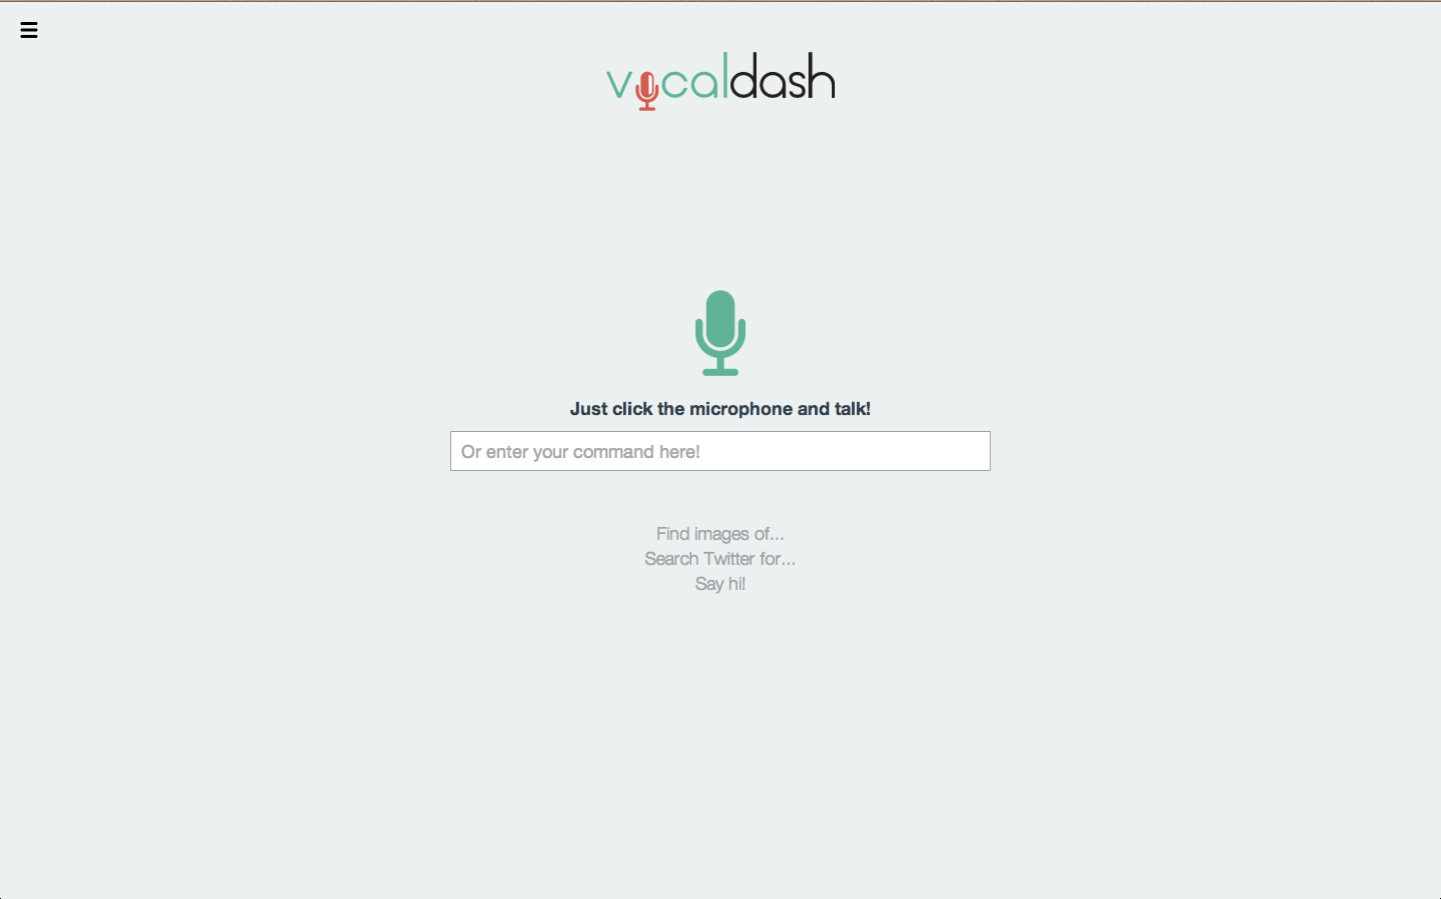 vocaldash
Just click the microphone and talk!
Or enter your command here!
Find images of...
Search Twitter for...
Say hi!